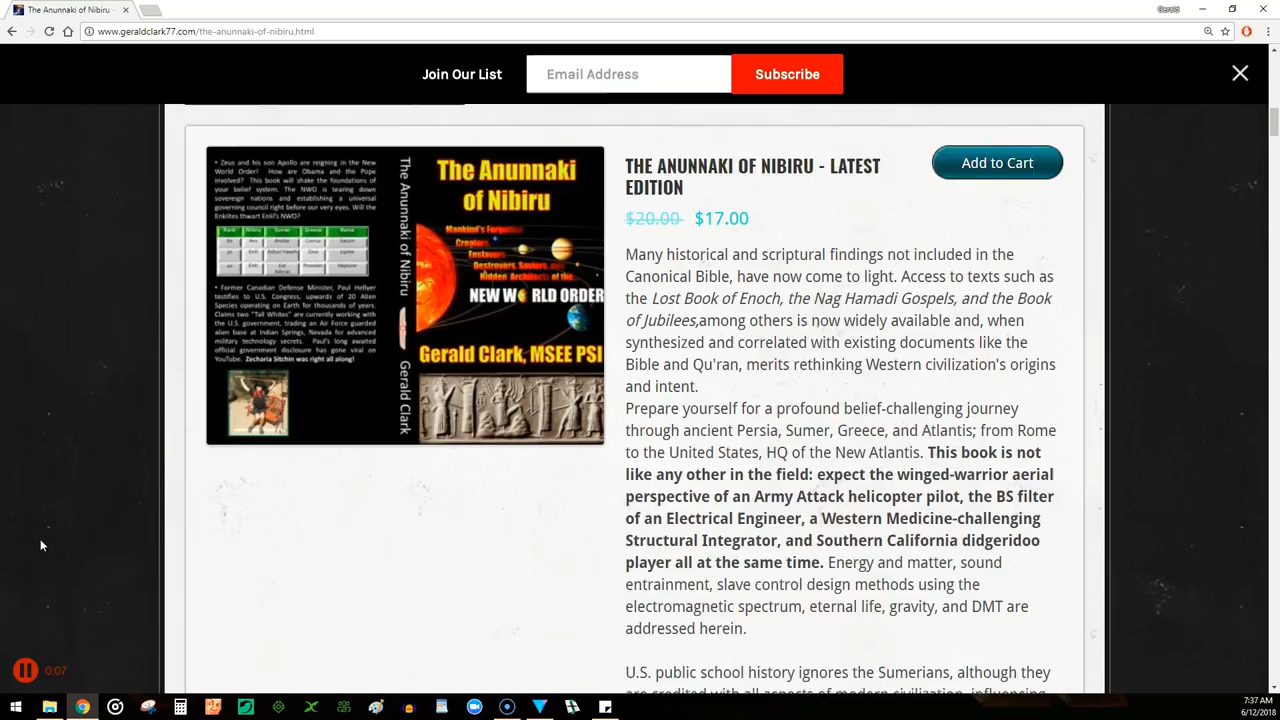 The Anunnaki of Nibiru -
Gerald
www.geraldclark77.com/the-anunnaki-of-nibiru.html
Join Our List
Email Address
Subscribe
• Zeus and his son Apollo are reigning in the New
World Order! How are Obama and the Pope
involved? This book will shake the foundations of
your belief system. The NWO is tearing down
sovereign nations and establishing a universal
governing council right before our very eyes. Will the
Enkiites thwart Enlil's NWO?
Rank Sumer Greece Rome
• Former Canadian Defense Minister, Paul Hellyer
testifies to U.S. Congress, upwards of 20 Alien
Species operating on Earth for thousands of years.
Claims two "Tall Whites" are currently working with
the U.S. government, trading an Air Force guarded
alien base at Indian Springs, Nevada for advanced
military technology secrets. Paul's long awaited
official government disclosure has gone viral on
YouTube. Zecharia Sitchin was right all along!
The Anunnaki of Nibiru
Gerald Clark
The Anunnaki
of Nibiru
Mankind's Forgotten
Creators,
Enslavers,
Destroyers, Saviors, and
Hidden Architects of the
NEW WORLD ORDER
Gerald Clark, MSEE PSI
THE ANUNNAKI OF NIBIRU - LATEST
EDITION
Add to Cart
$20.00 $17.00
Many historical and scriptural findings not included in the
Canonical Bible, have now come to light. Access to texts such as
the Lost Book of Enoch, the Nag Hamadi Gospels, and the Book
of Jubilees,among others is now widely available and, when
synthesized and correlated with existing documents like the
Bible and Qu'ran, merits rethinking Western civilization's origins
and intent.
Prepare yourself for a profound belief-challenging journey
through ancient Persia, Sumer, Greece, and Atlantis; from Rome
to the United States, HQ of the New Atlantis. This book is not
like any other in the field: expect the winged-warrior aerial
perspective of an Army Attack helicopter pilot, the BS filter
of an Electrical Engineer, a Western Medicine-challenging
Structural Integrator, and Southern California didgeridoo
player all at the same time. Energy and matter, sound
entrainment, slave control design methods using the
electromagnetic spectrum, eternal life, gravity, and DMT are
addressed herein.
U.S. public school history ignores the Sumerians, although they
are credited with all aspects of modern civilization, influencing
0:07
7:37 AM
6/12/2018